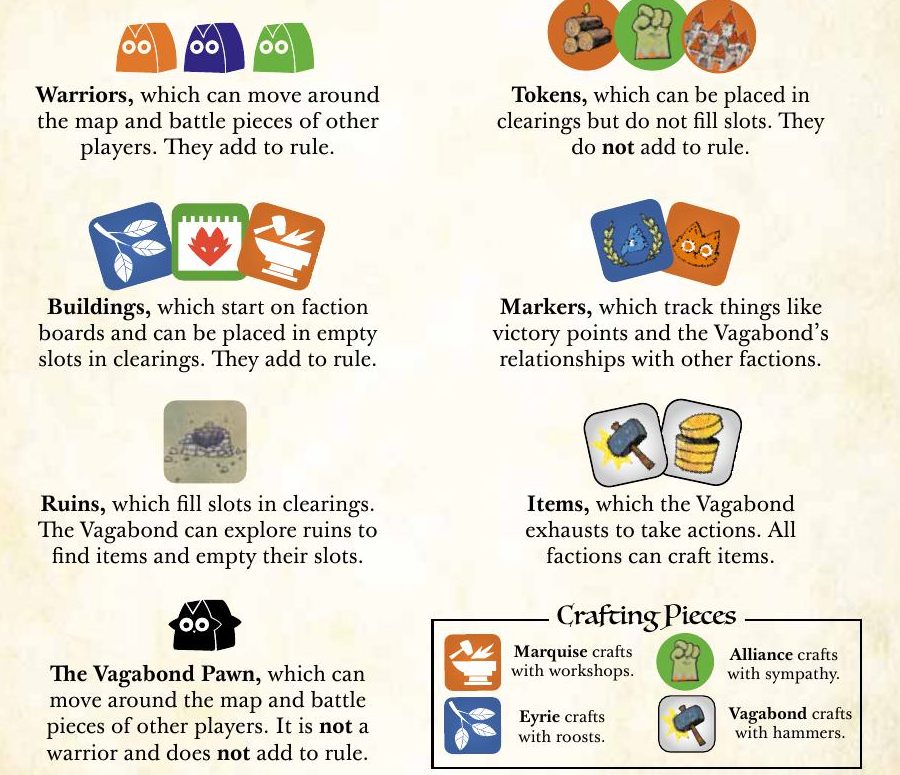 Warriors, which can move around
the map and battle pieces of other
players. They add to rule.
Tokens, which can be placed in
clearings but do not fill slots. They
do not add to rule.
Buildings, which start on faction
boards and can be placed in empty
slots in clearings. They add to rule.
Markers, which track things like
victory points and the Vagabond's
relationships with other factions.
Ruins, which fill slots in clearings.
The Vagabond can explore ruins to
find items and empty their slots.
Items, which the Vagabond
exhausts to take actions. All
factions can craft items.
The Vagabond Pawn, which can
move around the map and battle
pieces of other players. It is not a
warrior and does not add to rule.
Crafting Pieces
Marquise crafts
with workshops.
Alliance crafts
with sympathy.
Eyrie crafts
with roosts.
Vagabond crafts
with hammers.